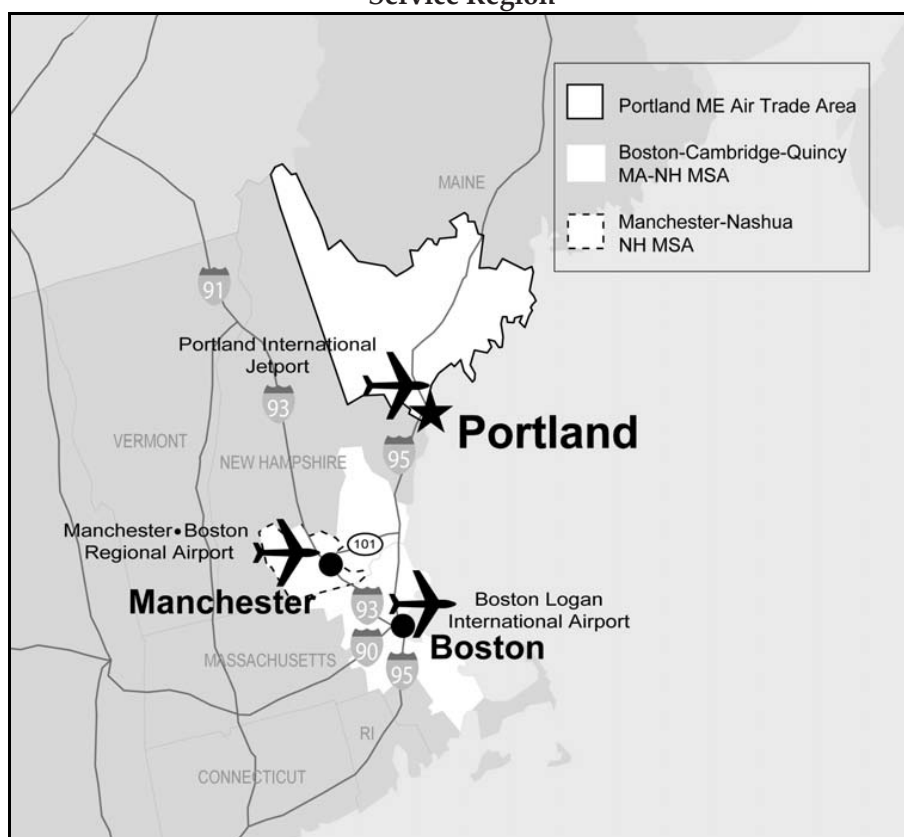 Service Region
Portland ME Air Trade Area
Boston-Cambridge-Quincy
MA-NH MSA
Manchester-Nashua
NH MSA
MAINE
91
Portland International
Jetport
93
Portland
VERMONT
NEW HAMPSHIRE
95
Manchester•Boston
Regional Airport
101
Manchester
93
Boston Logan
International Airport
Boston
90
MASSACHUSETTS
95
RI
CONNECTICUT